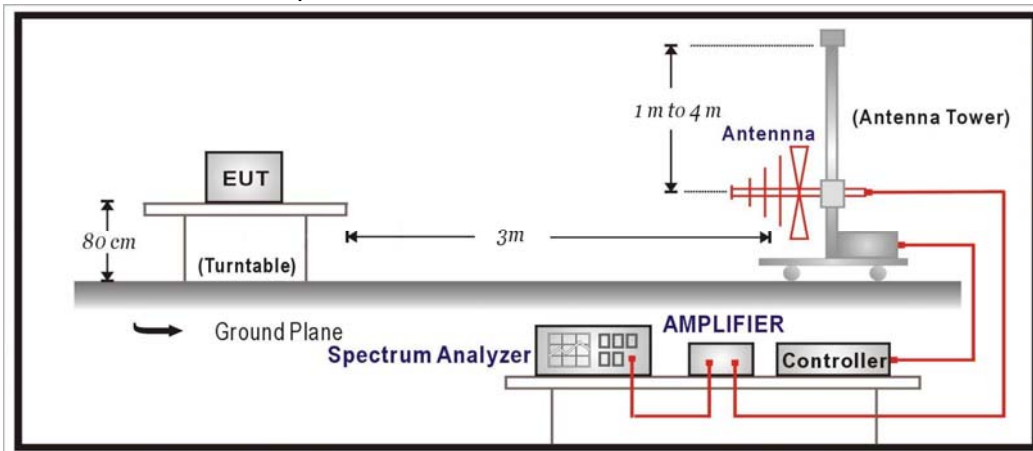 1 m to 4 m
(Antenna Tower)
Antennna
EUT
80 cm
3m
(Turntable)
Ground Plane
AMPLIFIER
Spectrum Analyzer
Controller